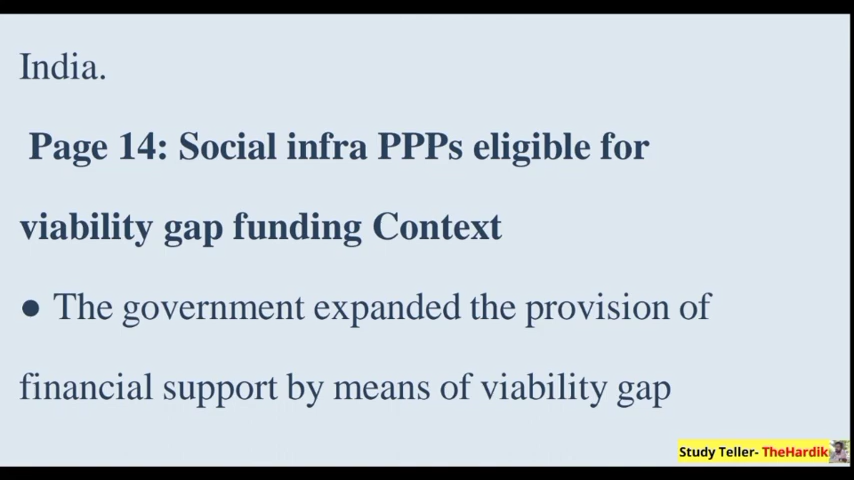 India.
Page 14: Social infra PPPs eligible for
viability gap funding Context
● The government expanded the provision of
financial support by means of viability gap
Study Teller- TheHardik